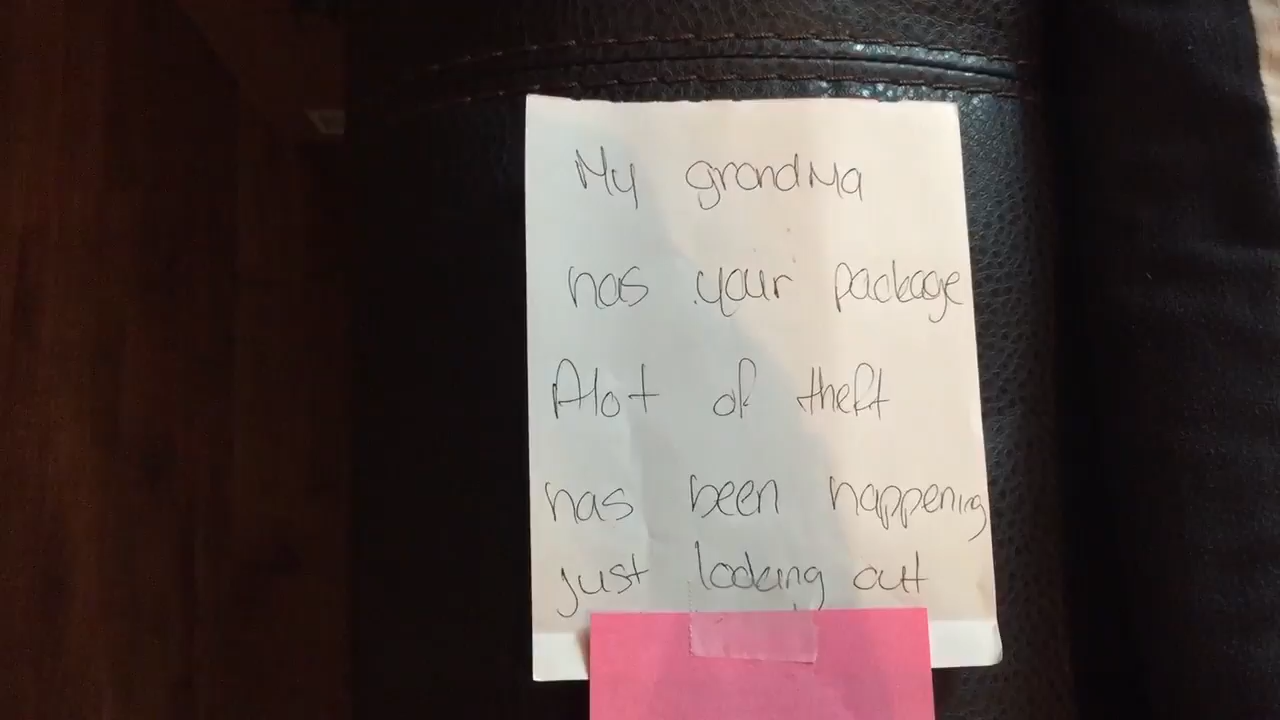 My grandma
has your package
Alot of theft
has been happening
just looking out